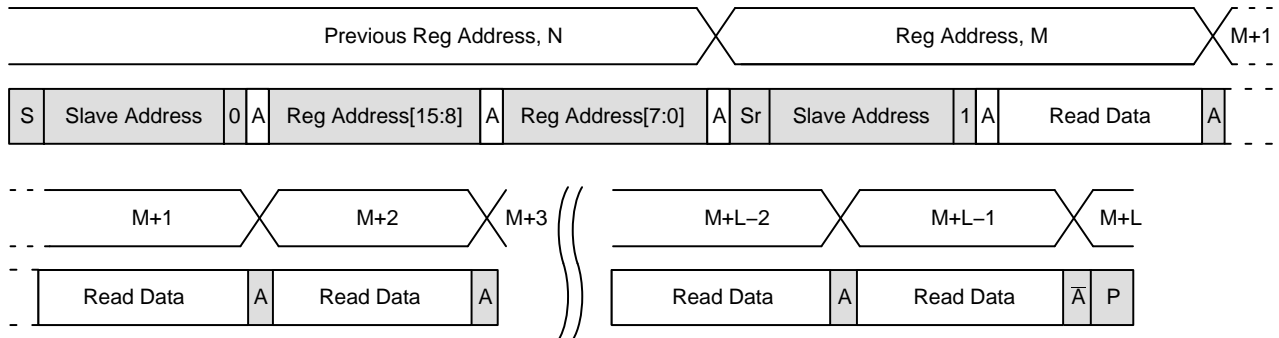 Previous Reg Address, N Reg Address, M M+1
S Slave Address 0 A Reg Address[15:8] A Reg Address[7:0] A Sr Slave Address 1 A Read Data A
M+1 M+2 M+3 M+L−2 M+L−1 M+L
Read Data A Read Data A Read Data A Read Data A̅ P